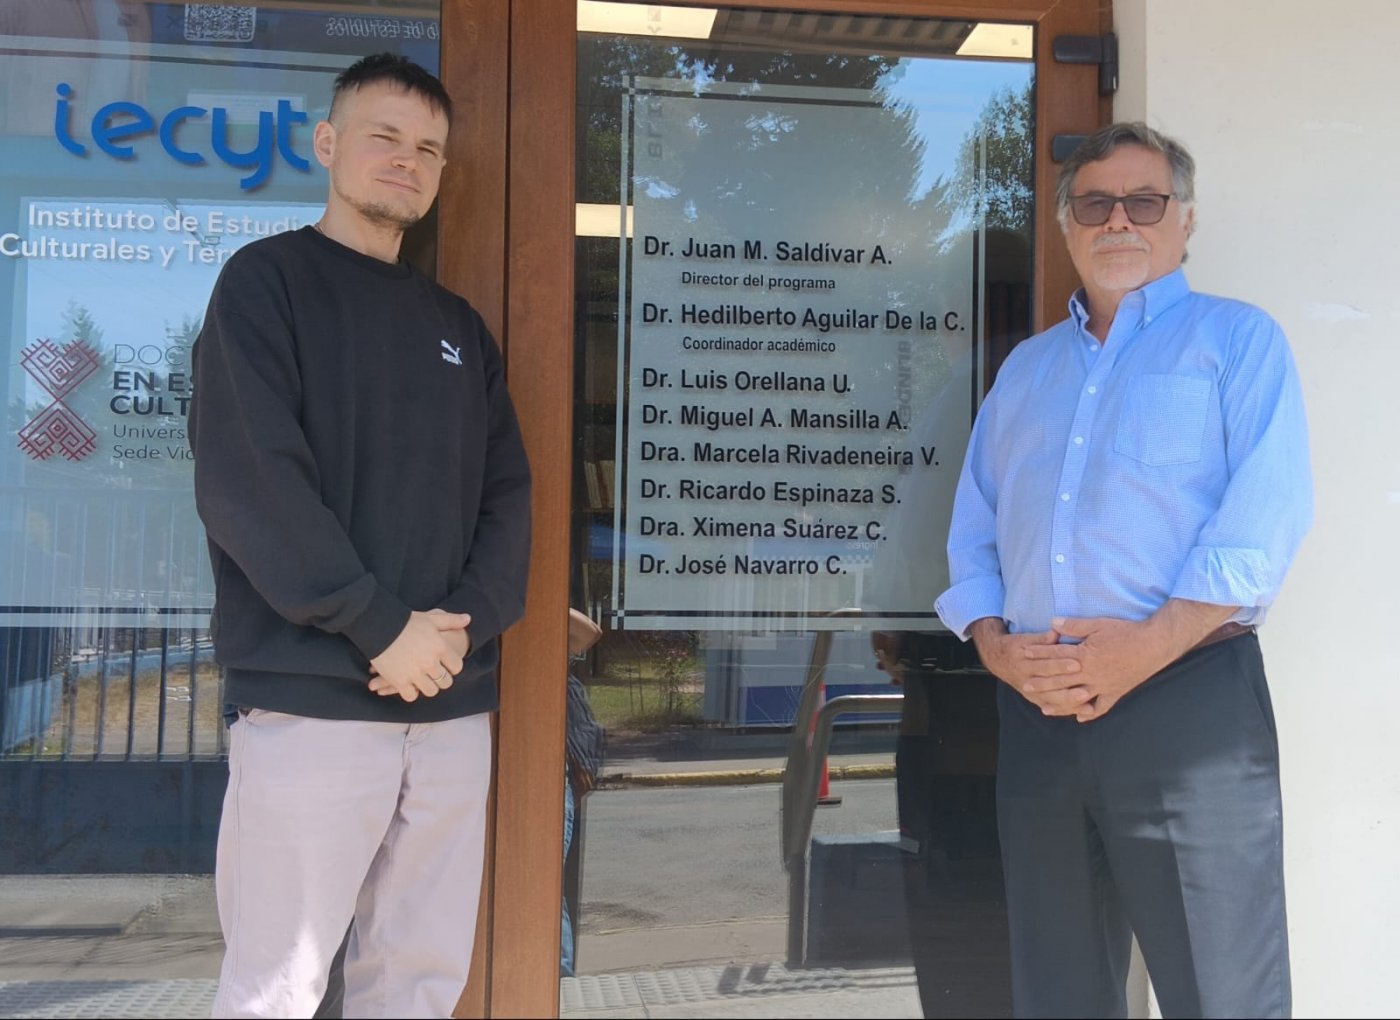 iecyt
Instituto de Estudi
Culturales y Ter
DOC
EN ES
CULT
Univers
Sede Vic
PUMA
Dr. Juan M. Saldívar A.
Director del programa
Dr. Hedilberto Aguilar De la C.
Coordinador académico
Dr. Luis Orellana U.
Dr. Miguel A. Mansilla A.
Dra. Marcela Rivadeneira V.
Dr. Ricardo Espinaza S.
Dra. Ximena Suárez C.
Dr. José Navarro C.